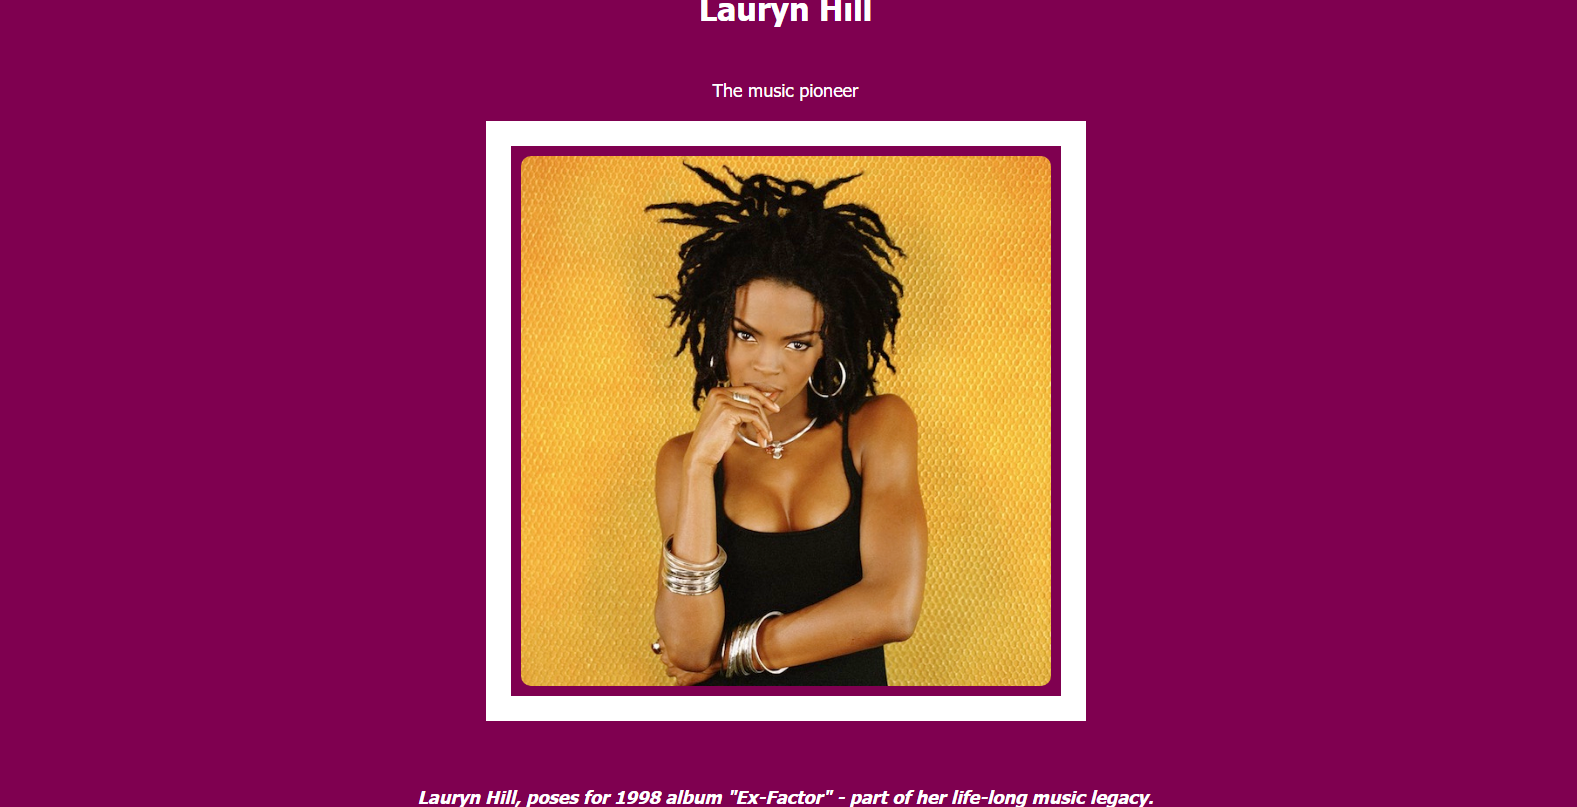 Lauryn Hill
The music pioneer
Lauryn Hill, poses for 1998 album "Ex-Factor" - part of her life-long music legacy.